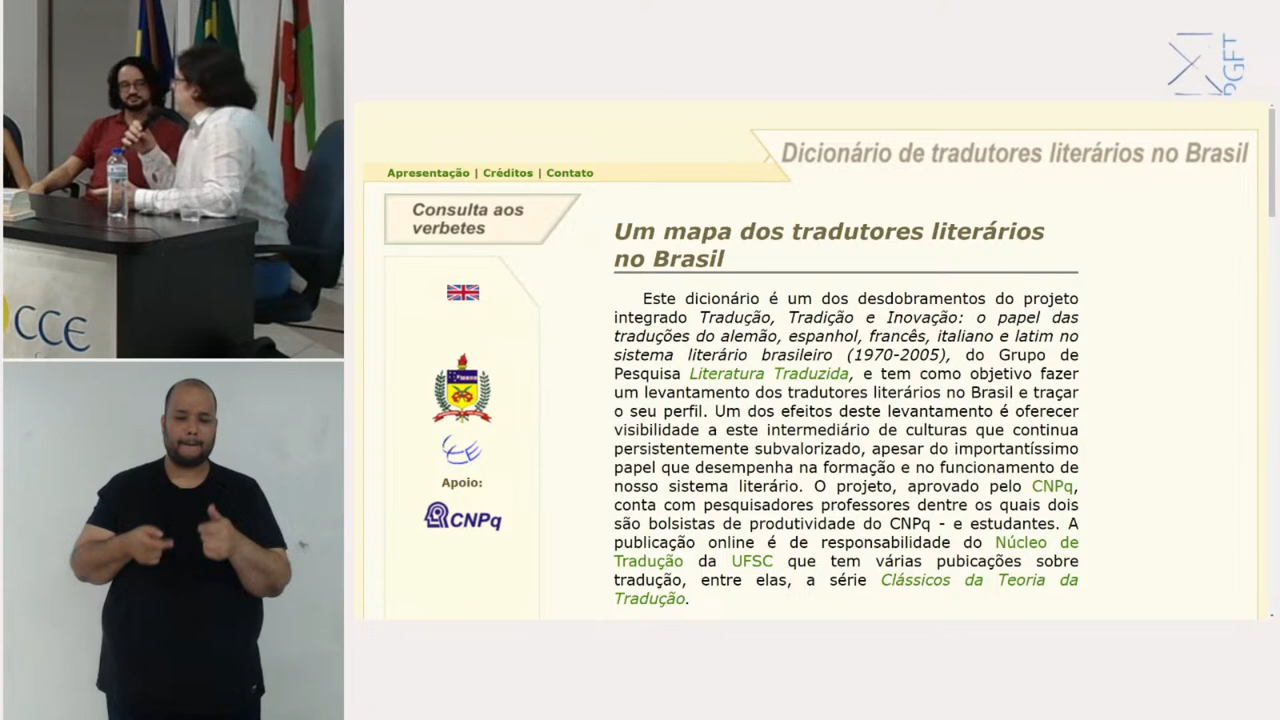 PGFT
Dicionário de tradutores literários no Brasil
Apresentação | Créditos | Contato
Consulta aos
verbetes
Um mapa dos tradutores literários
no Brasil
Este dicionário é um dos desdobramentos do projeto
integrado Tradução, Tradição e Inovação: o papel das
traduções do alemão, espanhol, francês, italiano e latim no
sistema literário brasileiro (1970-2005), do Grupo de
Pesquisa Literatura Traduzida, e tem como objetivo fazer
um levantamento dos tradutores literários no Brasil e traçar
o seu perfil. Um dos efeitos deste levantamento é oferecer
visibilidade a este intermediário de culturas que continua
persistentemente subvalorizado, apesar do importantíssimo
papel que desempenha na formação e no funcionamento de
nosso sistema literário. O projeto, aprovado pelo CNPq,
conta com pesquisadores professores dentre os quais dois
são bolsistas de produtividade do CNPq - e estudantes. A
publicação online é de responsabilidade do Núcleo de
Tradução da UFSC que tem várias pubicações sobre
tradução, entre elas, a série Clássicos da Teoria da
Tradução.
CCE
Apoio:
CNPq
CCE